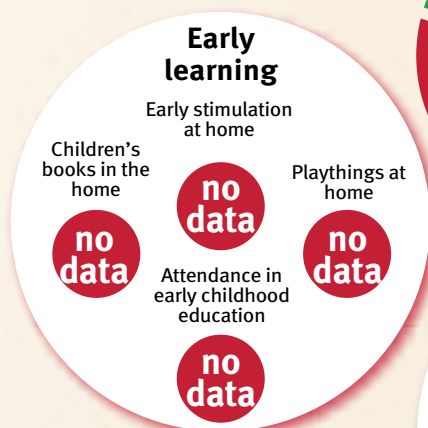 Early
learning
Early stimulation
at home
no
data
Children’s
books in the
home
no
data
Playthings at
home
no
data
Attendance in
early childhood
education
no
data